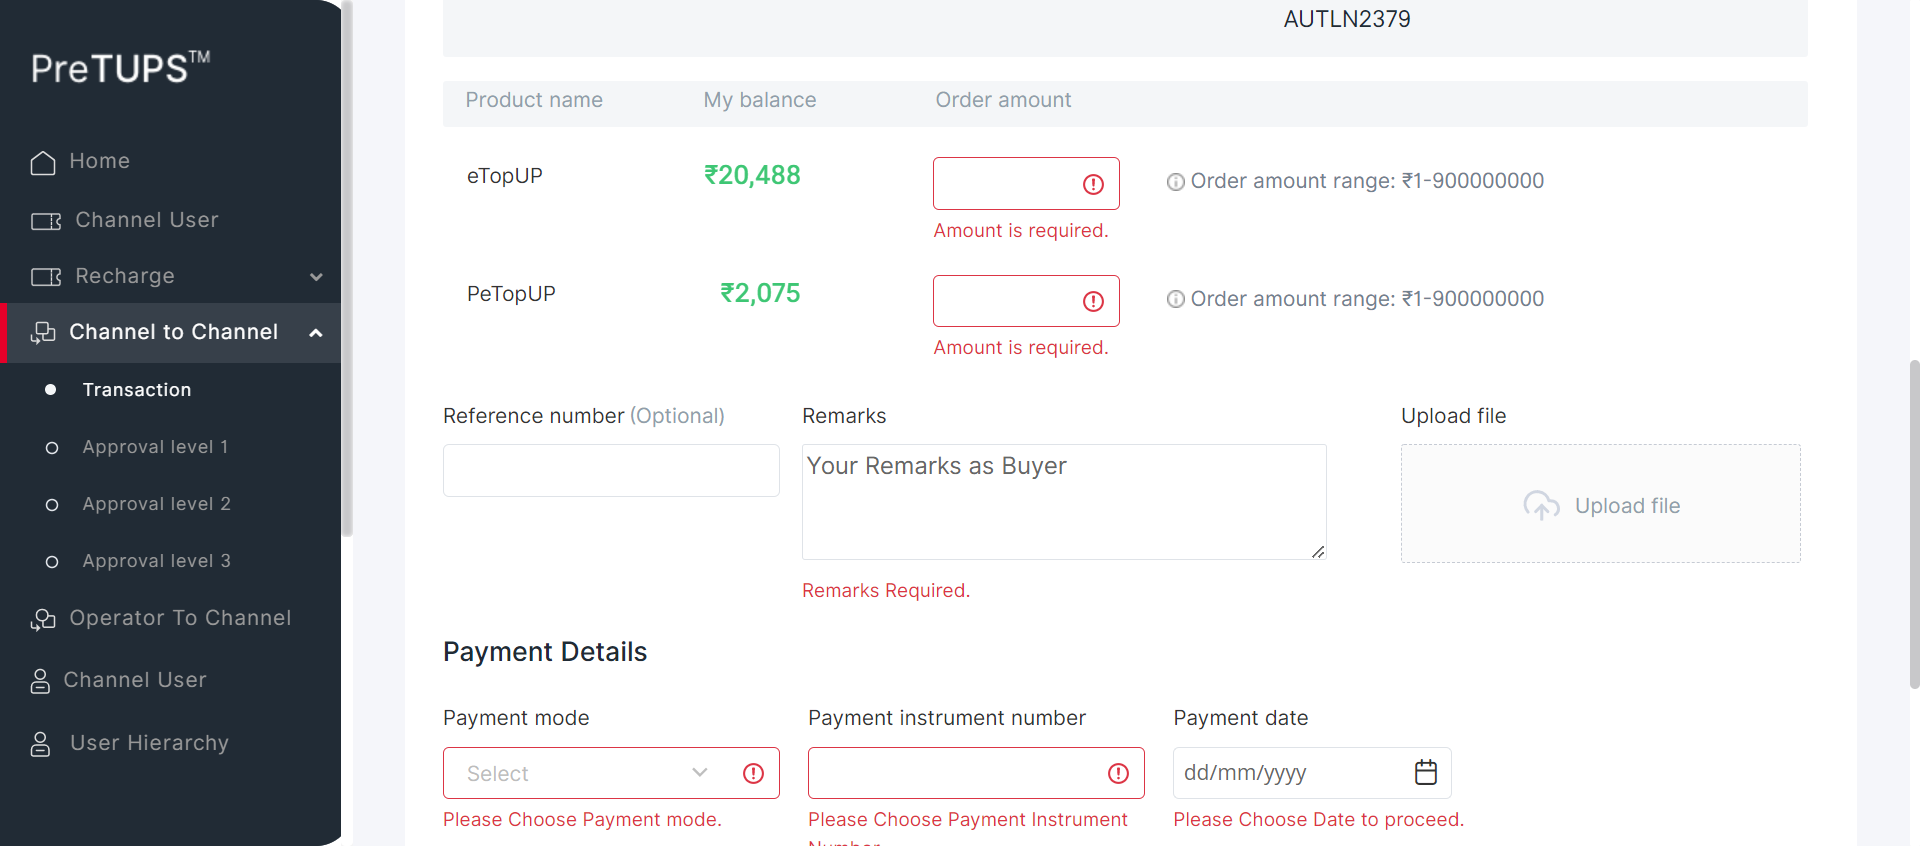 AUTLN2379
PreTUPS™
Product name My balance Order amount
Home
eTopUP ₹20,488 Order amount range: ₹1-900000000
Channel User
Amount is required.
Recharge
PeTopUP ₹2,075 Order amount range: ₹1-900000000
Channel to Channel
Amount is required.
Transaction
Reference number (Optional) Remarks Upload file
Approval level 1
Your Remarks as Buyer
Approval level 2
Upload file
Approval level 3
Remarks Required.
Operator To Channel
Payment Details
Channel User
Payment mode Payment instrument number Payment date
User Hierarchy
Select dd/mm/yyyy
Please Choose Payment mode. Please Choose Payment Instrument Please Choose Date to proceed.